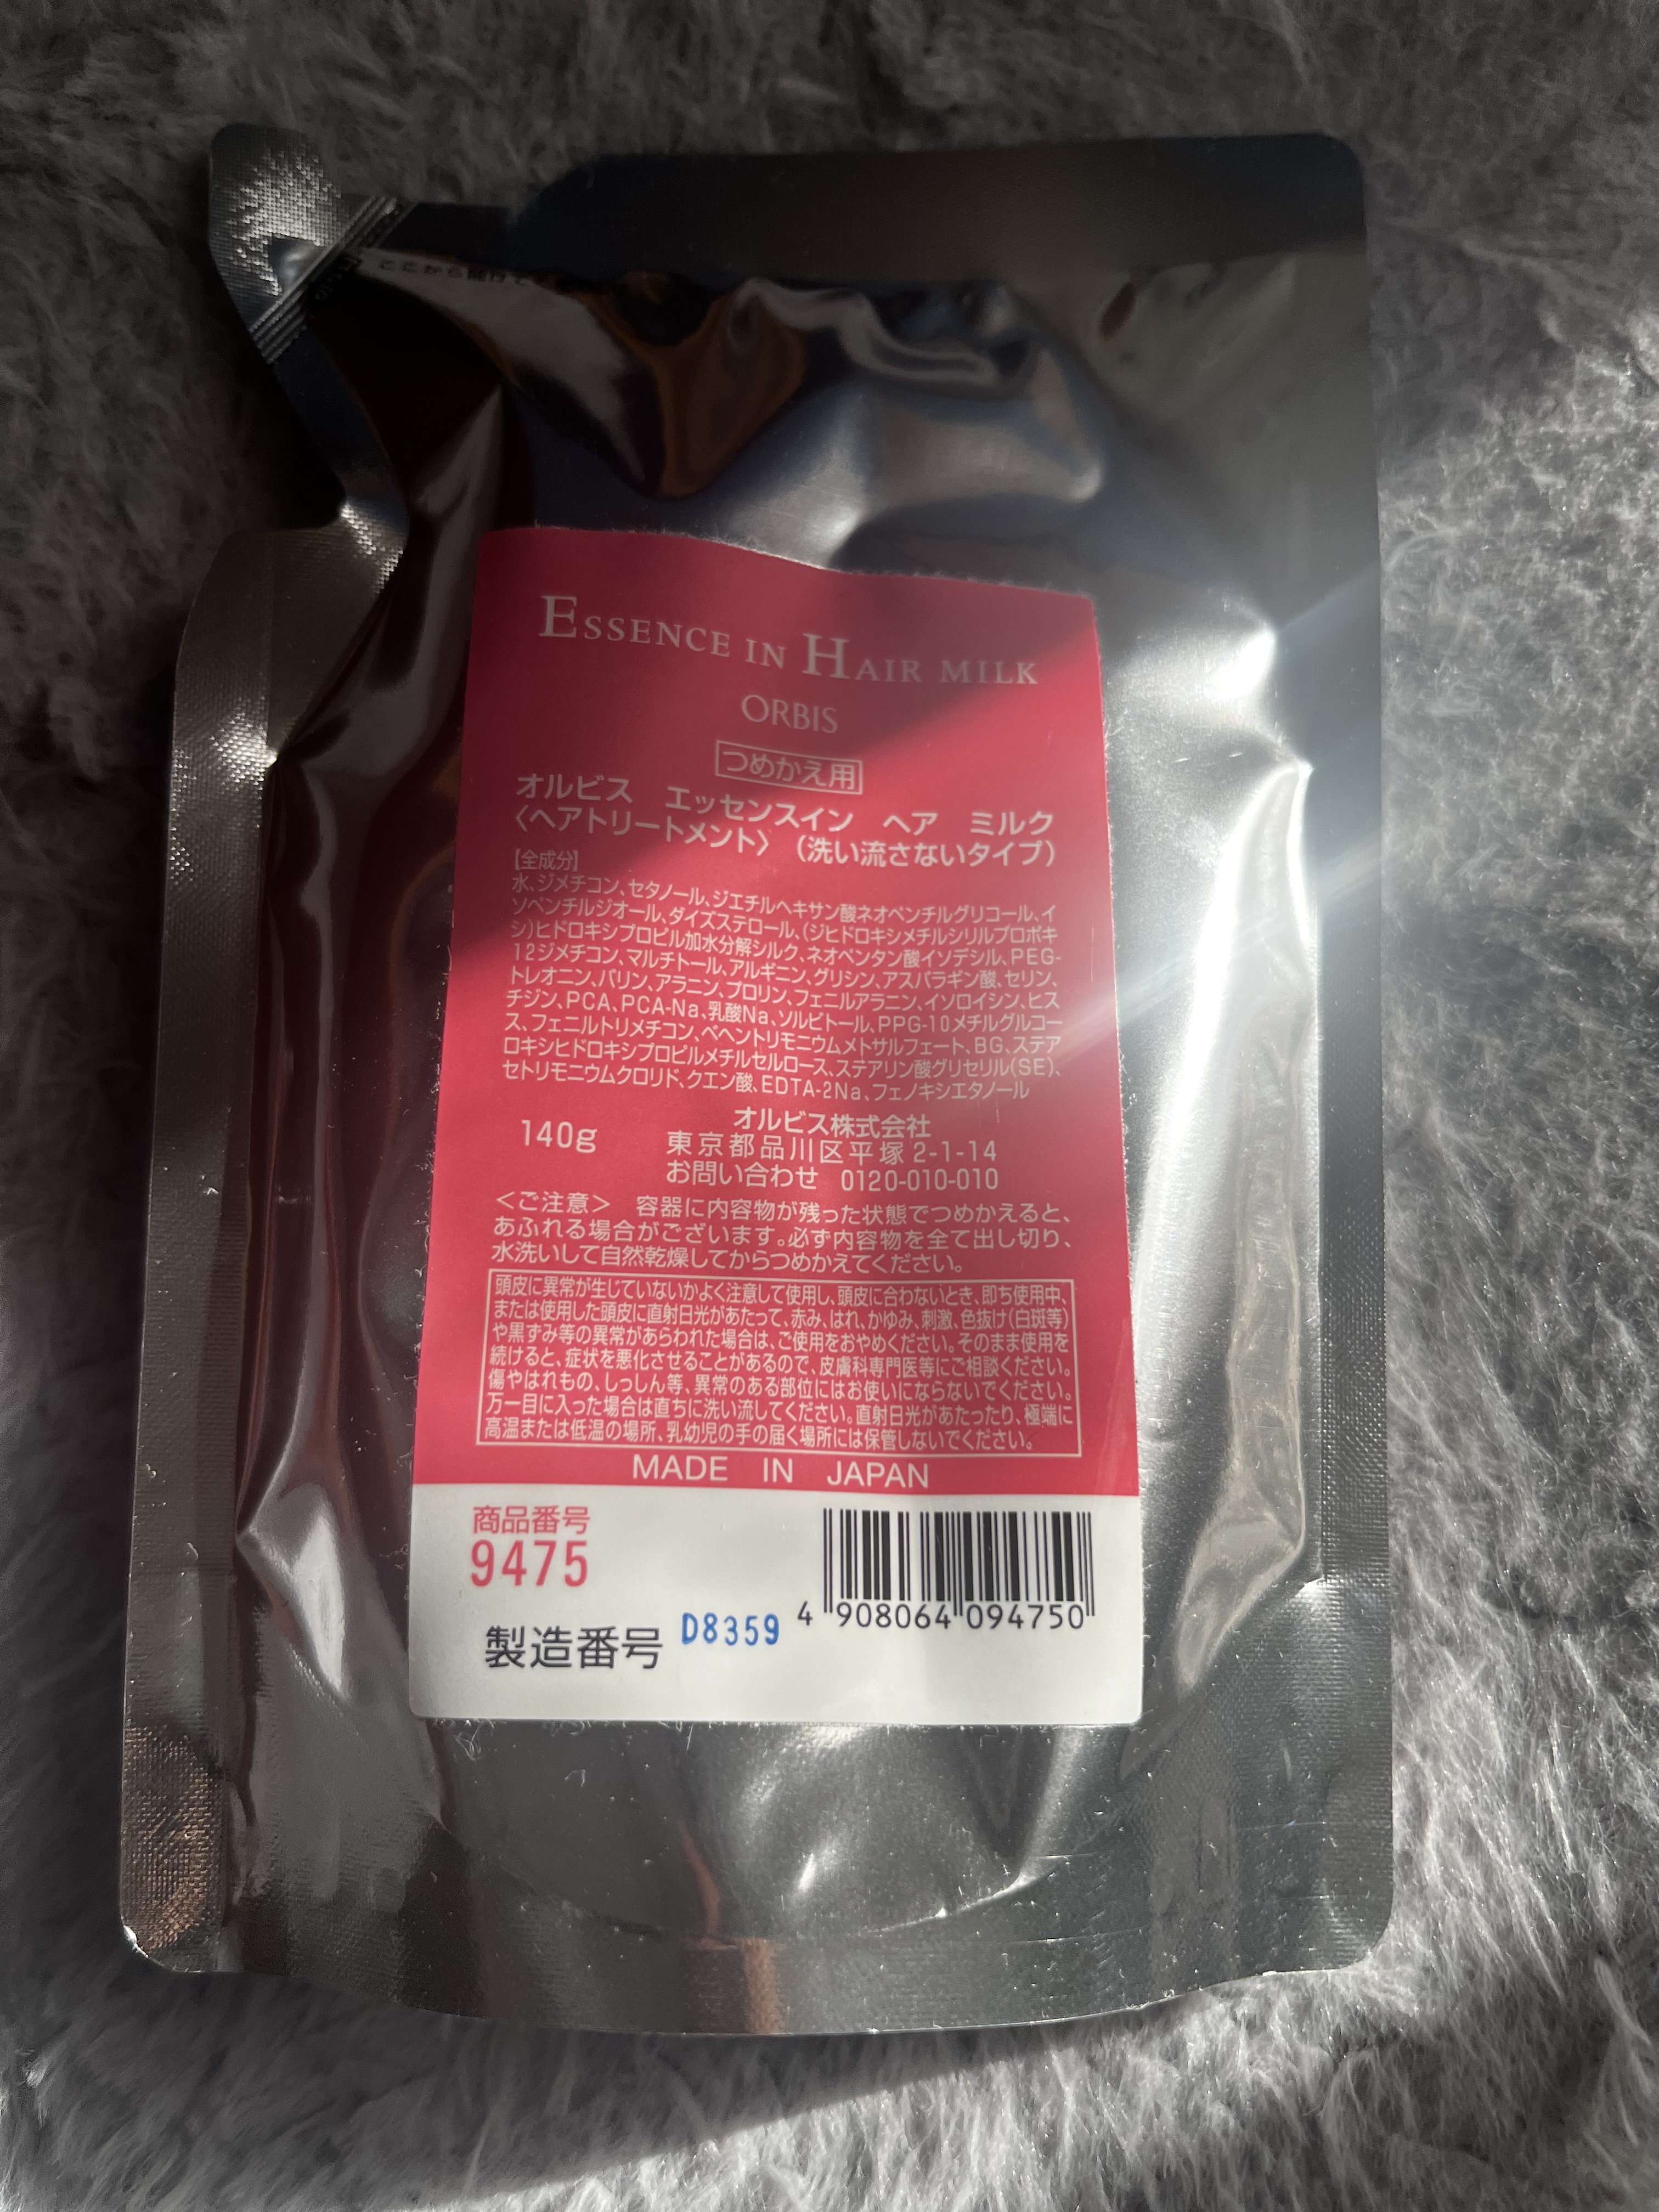 ここから開封で
ESSENCE IN HAIR MILK
ORBIS
つめかえ用
オルビス エッセンスイン ヘア ミルク
〈ヘアトリートメント〉（洗い流さないタイプ）
[全成分]
水、ジメチコン、セタノール、ジエチルヘキサン酸ネオペンチルグリコール、イ
ソペンチルジオール、ダイズステロール、(ジヒドロキシメチルシリルプロポキ
シ)ヒドロキシプロピル加水分解シルク、ネオペンタン酸イソデシル、PEG-
12ジメチコン、マルチトール、アルギニン、グリシン、アスパラギン酸、セリン、
トレオニン、バリン、アラニン、プロリン、フェニルアラニン、イソロイシン、ヒス
チジン、PCA、PCA-Na、乳酸Na、ソルビトール、PPG-10メチルグルコー
ス、フェニルトリメチコン、ベヘントリモニウムメトサルフェート、BG、ステア
ロキシヒドロキシプロピルメチルセルロース、ステアリン酸グリセリル(SE)、
セトリモニウムクロリド、クエン酸、EDTA-2Na、フェノキシエタノール
140g
オルビス株式会社
東京都品川区平塚2-1-14
お問い合わせ 0120-010-010
＜ご注意＞ 容器に内容物が残った状態でつめかえると、
あふれる場合がございます。必ず内容物を全て出し切り、
水洗いして自然乾燥してからつめかえてください。
頭皮に異常が生じていないかよく注意して使用し、頭皮に合わないとき、即ち使用中、
または使用した頭皮に直射日光があたって、赤み、はれ、かゆみ、刺激、色抜け(白斑等)
や黒ずみ等の異常があらわれた場合は、ご使用をおやめください。そのまま使用を
続けると、症状を悪化させることがあるので、皮膚科専門医等にご相談ください。
傷やはれもの、しっしん等、異常のある部位にはお使いにならないでください。
万一目に入った場合は直ちに洗い流してください。直射日光があたったり、極端に
高温または低温の場所、乳幼児の手の届く場所には保管しないでください。
MADE IN JAPAN
商品番号
9475
製造番号 D8359
4 908064 094750